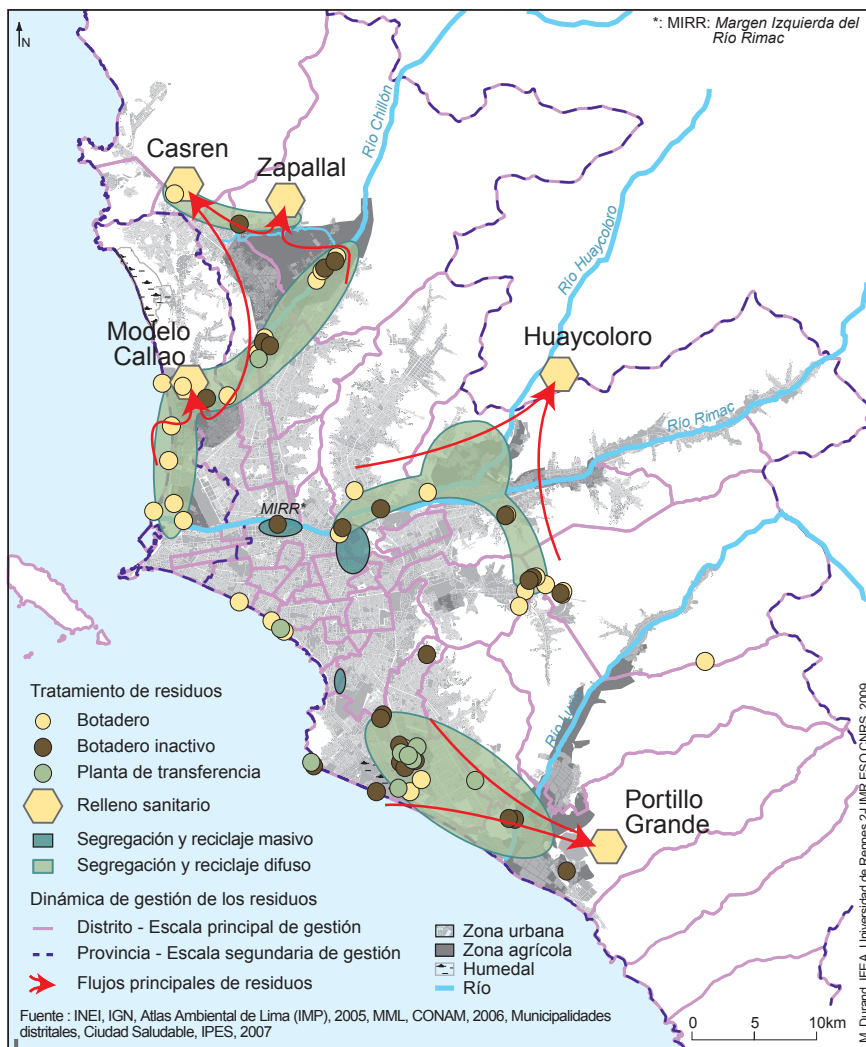 *: MIRR: Margen Izquierda del
Río Rimac
N
Río Chillón
Casren
Zapallal
Río Huaycoloro
Modelo
Callao
Huaycoloro
Río Rimac
MIRR*
Río Lurín
Portillo
Grande
Tratamiento de residuos
Botadero
Botadero inactivo
Planta de transferencia
Relleno sanitario
Segregación y reciclaje masivo
Segregación y reciclaje difuso
Dinámica de gestión de los residuos
Distrito - Escala principal de gestión
Provincia - Escala segundaria de gestión
Flujos principales de residuos
Zona urbana
Zona agrícola
Humedal
Río
Fuente : INEI, IGN, Atlas Ambiental de Lima (IMP), 2005, MML, CONAM, 2006, Municipalidades
distritales, Ciudad Saludable, IPES, 2007
0 5 10km
M. Durand, IFEA, Universidad de Rennes 2-UMR ESO CNRS, 2009